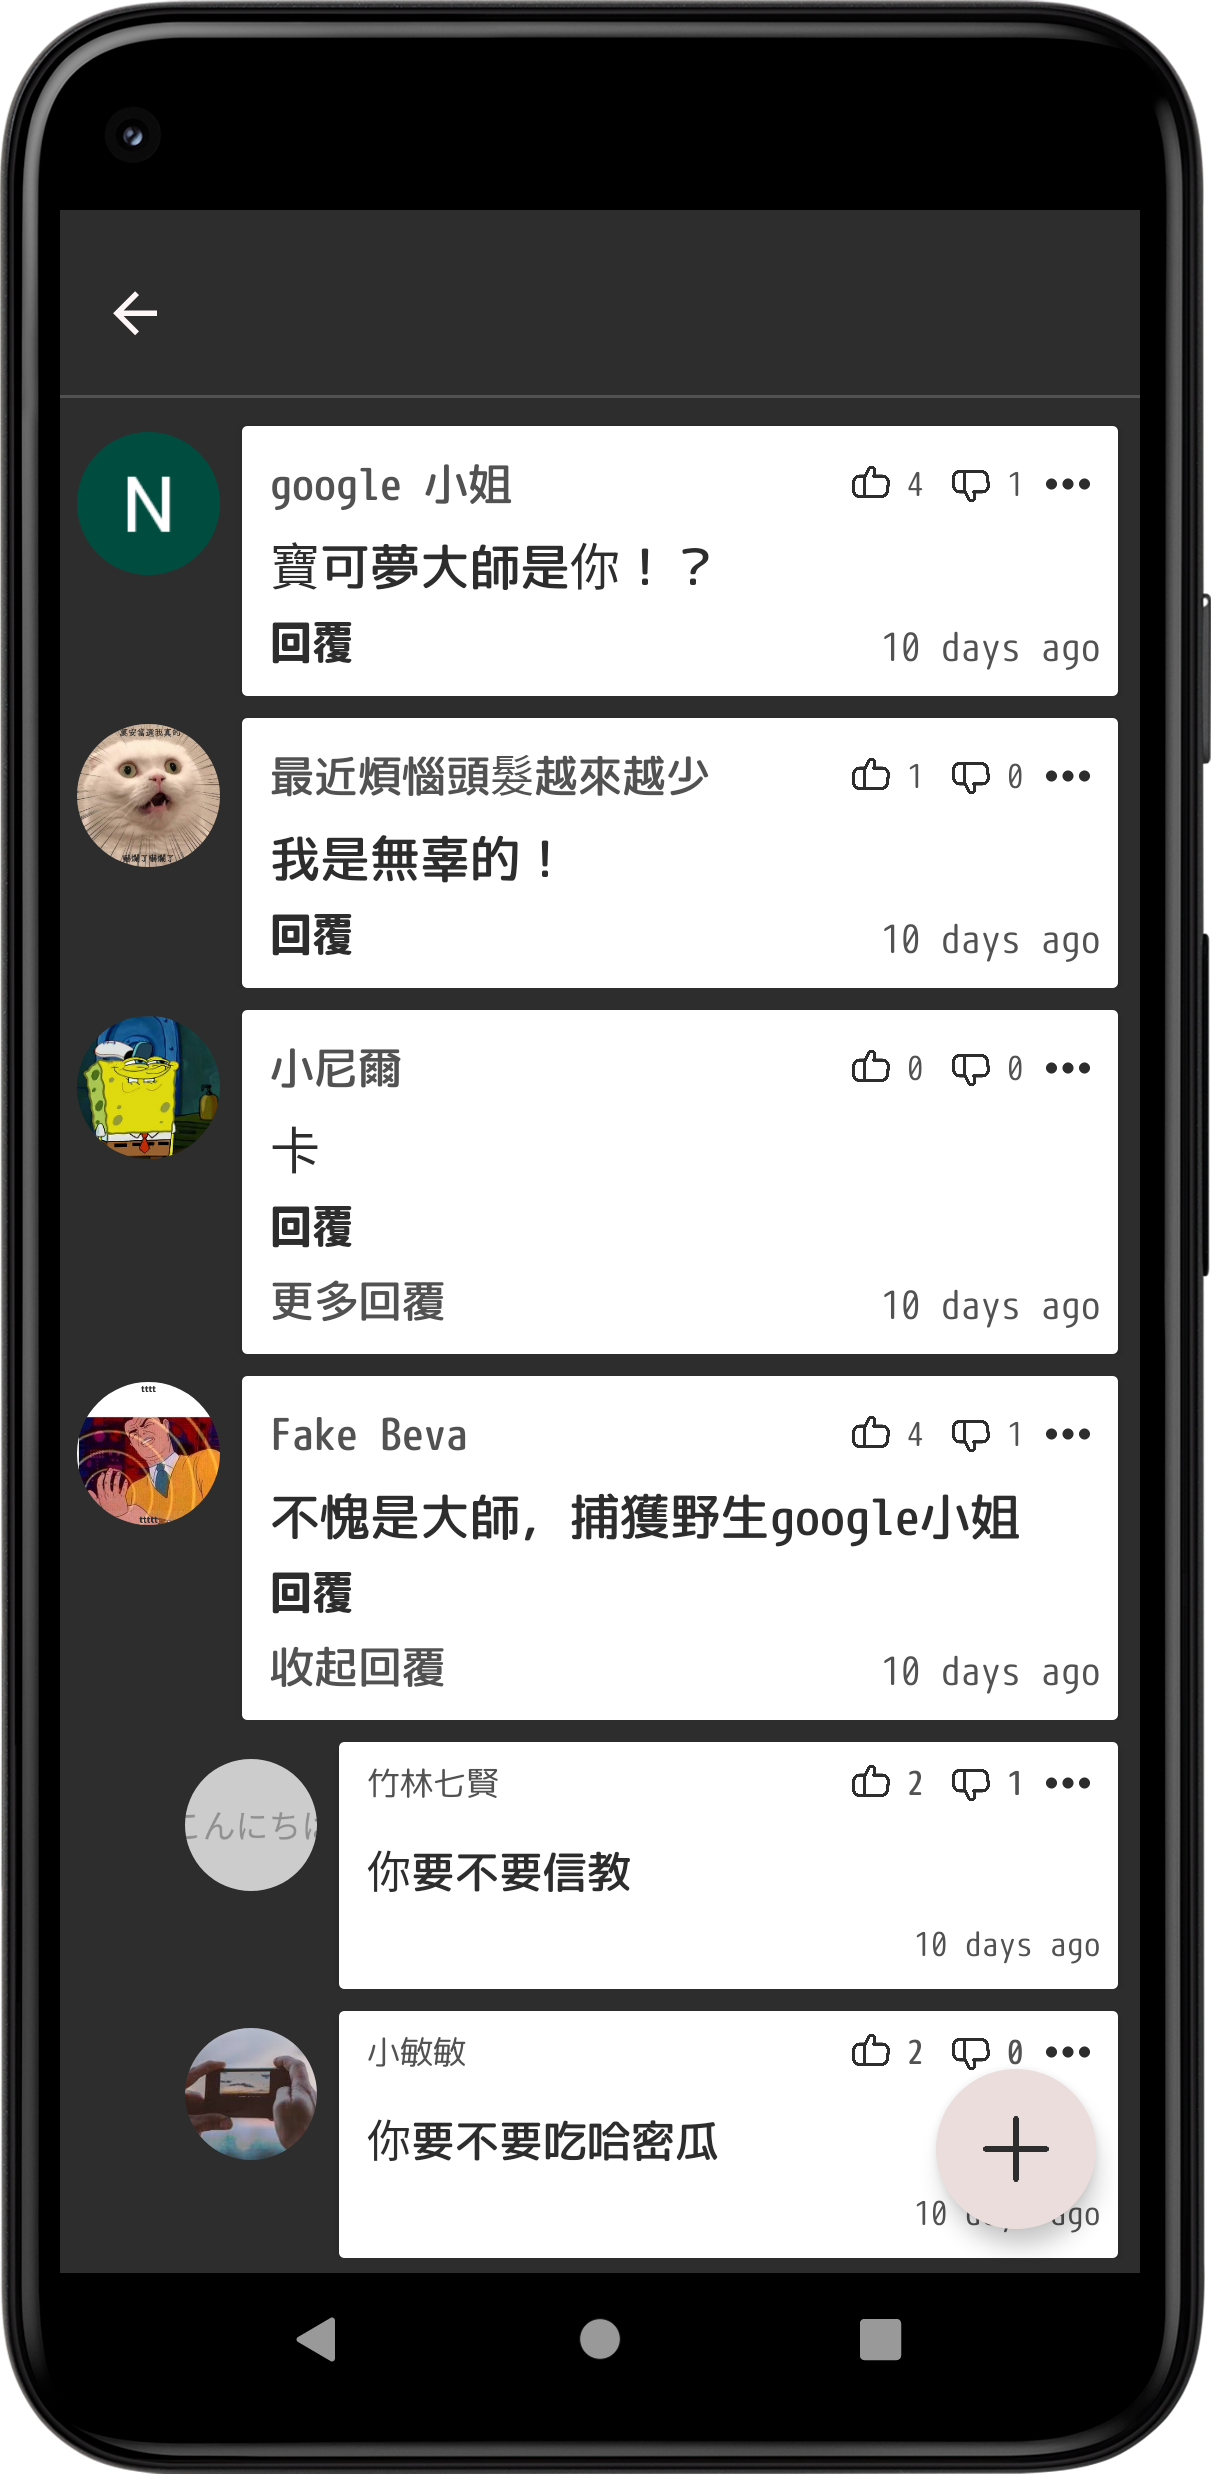 N
google 小姐 4 1
寶可夢大師是你！？
回覆 10 days ago
最近煩惱頭髮越來越少 1 0
我是無辜的！
回覆 10 days ago
小尼爾 0 0
卡
回覆
更多回覆 10 days ago
tttt
ttttt
Fake Beva 4 1
不愧是大師，捕獲野生google小姐
回覆
收起回覆 10 days ago
こんにちは
竹林七賢 2 1
你要不要信教
10 days ago
小敏敏 2 0
你要不要吃哈密瓜
10 ago